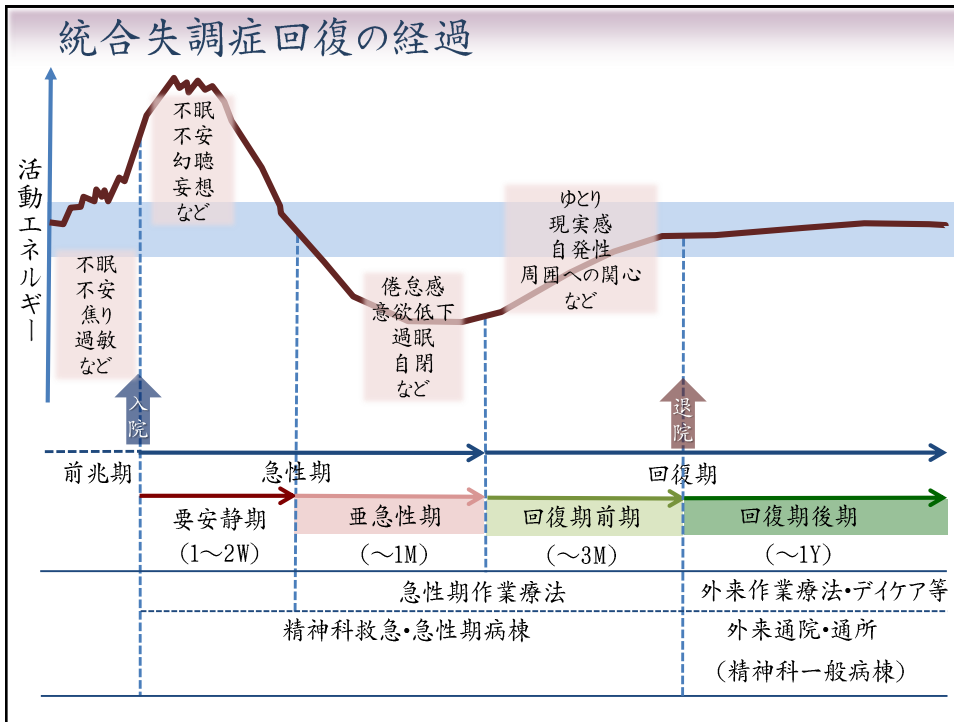 統合失調症回復の経過
活動エネルギー
不眠
不安
幻聴
妄想
など
ゆとり
現実感
自発性
周囲への関心
など
不眠
不安
焦り
過敏
など
倦怠感
意欲低下
過眠
自閉
など
入院
退院
前兆期
急性期
回復期
要安静期
亜急性期
回復期前期
回復期後期
(1～2W)
(～1M)
(～3M)
(～1Y)
急性期作業療法
外来作業療法・デイケア等
精神科救急・急性期病棟
外来通院・通所
(精神科一般病棟)